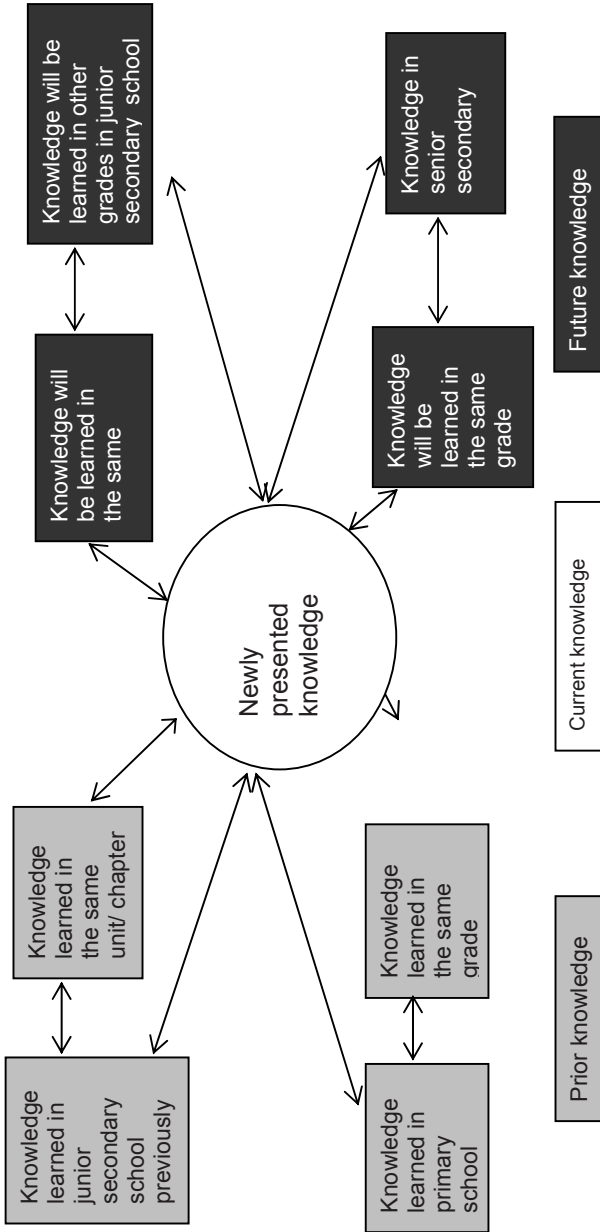 Knowledge
learned in
junior
secondary
school
previously
Knowledge
learned in
the same
unit/ chapter
Knowledge will
be learned in
the same
Knowledge will be
learned in other
grades in junior
secondary school
Newly
presented
knowledge
Knowledge
learned in
primary
school
Knowledge
learned in
the same
grade
Knowledge
will be
learned in
the same
grade
Knowledge in
senior
secondary
Prior knowledge
Current knowledge
Future knowledge